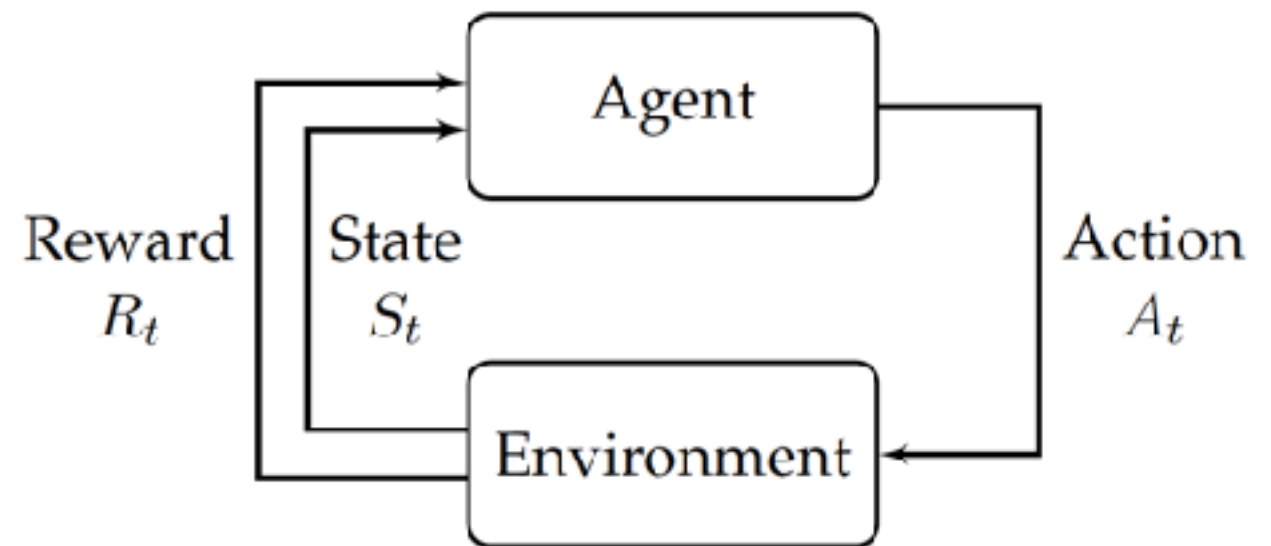 Agent
Reward
R_t
State
S_t
Action
A_t
Environment